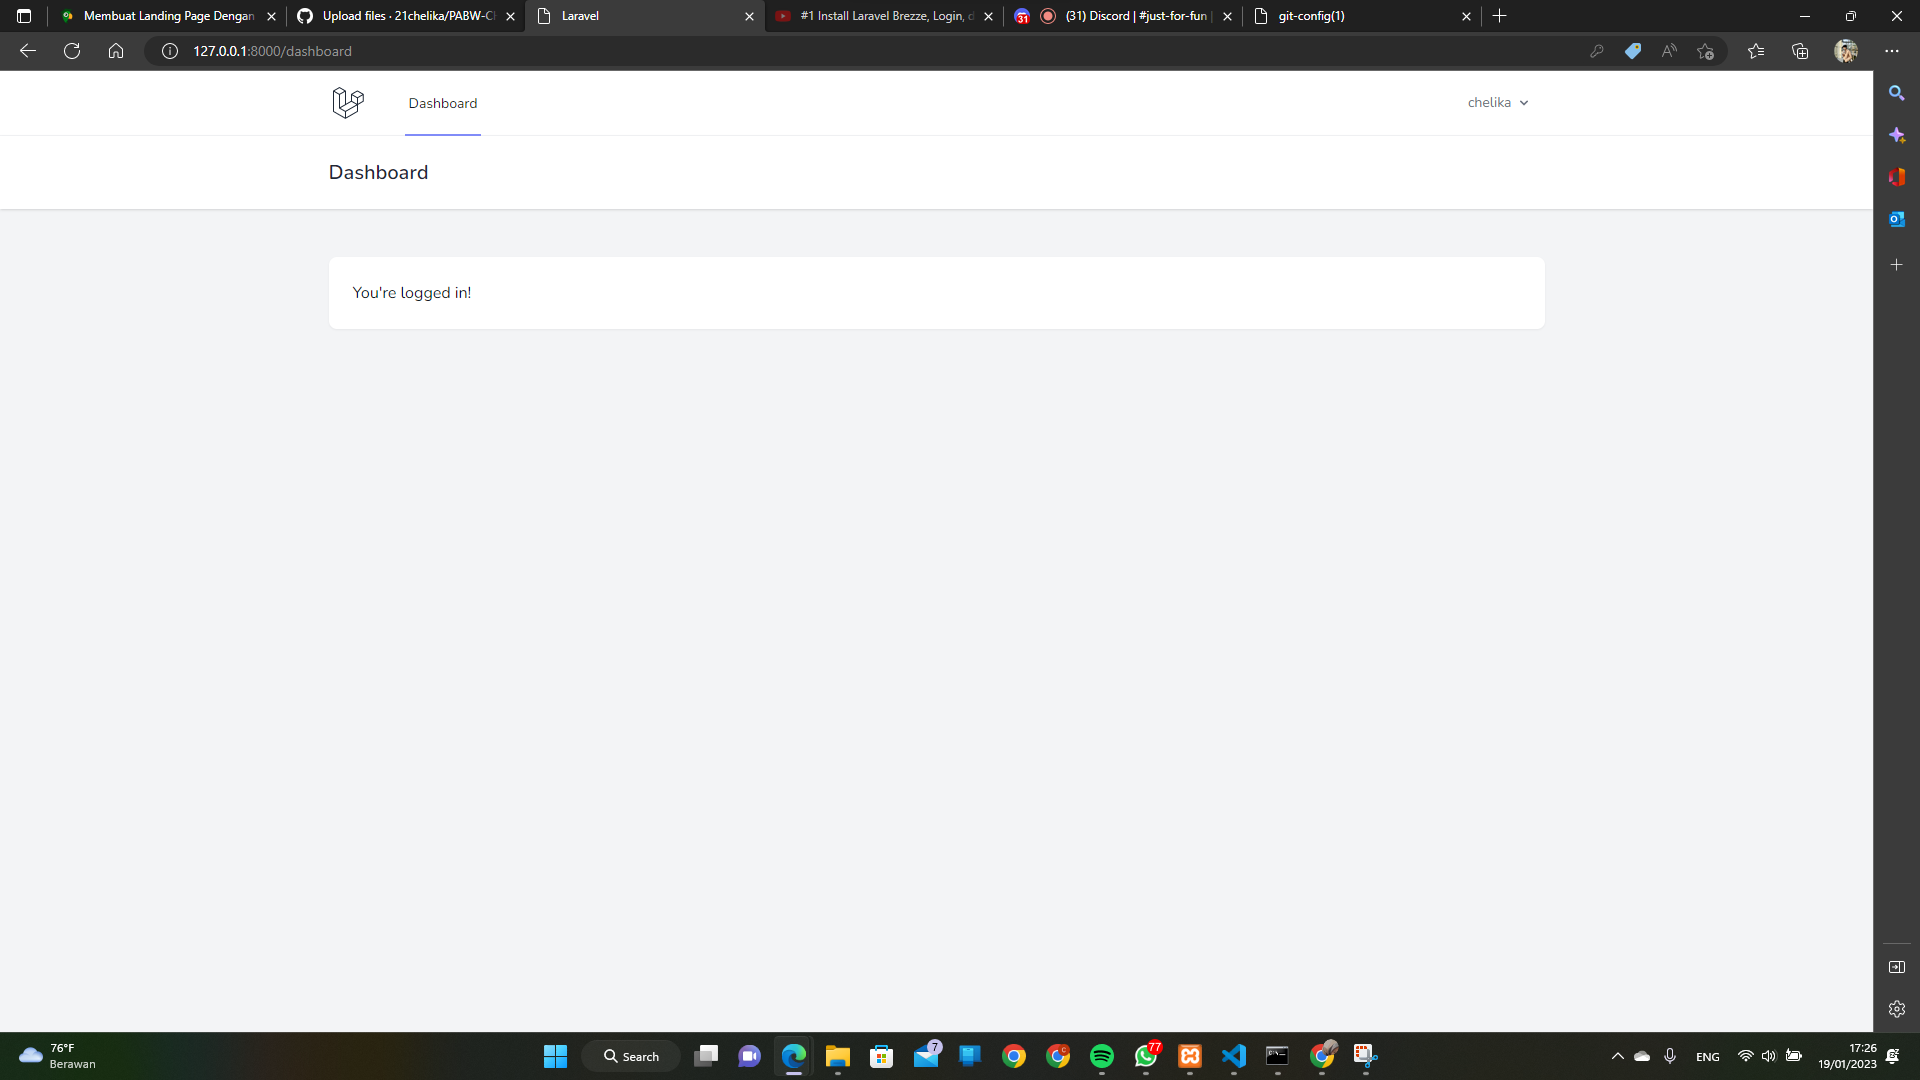 Membuat Landing Page Dengan
Upload files · 21chelika/PABW-C
Laravel
#1 Install Laravel Brezze, Login, d
31
(31) Discord | #just-for-fun |
git-config(1)
127.0.0.1:8000/dashboard
Dashboard
chelika
Dashboard
You're logged in!
76°F
Berawan
Search
7
77
ENG
17:26
19/01/2023